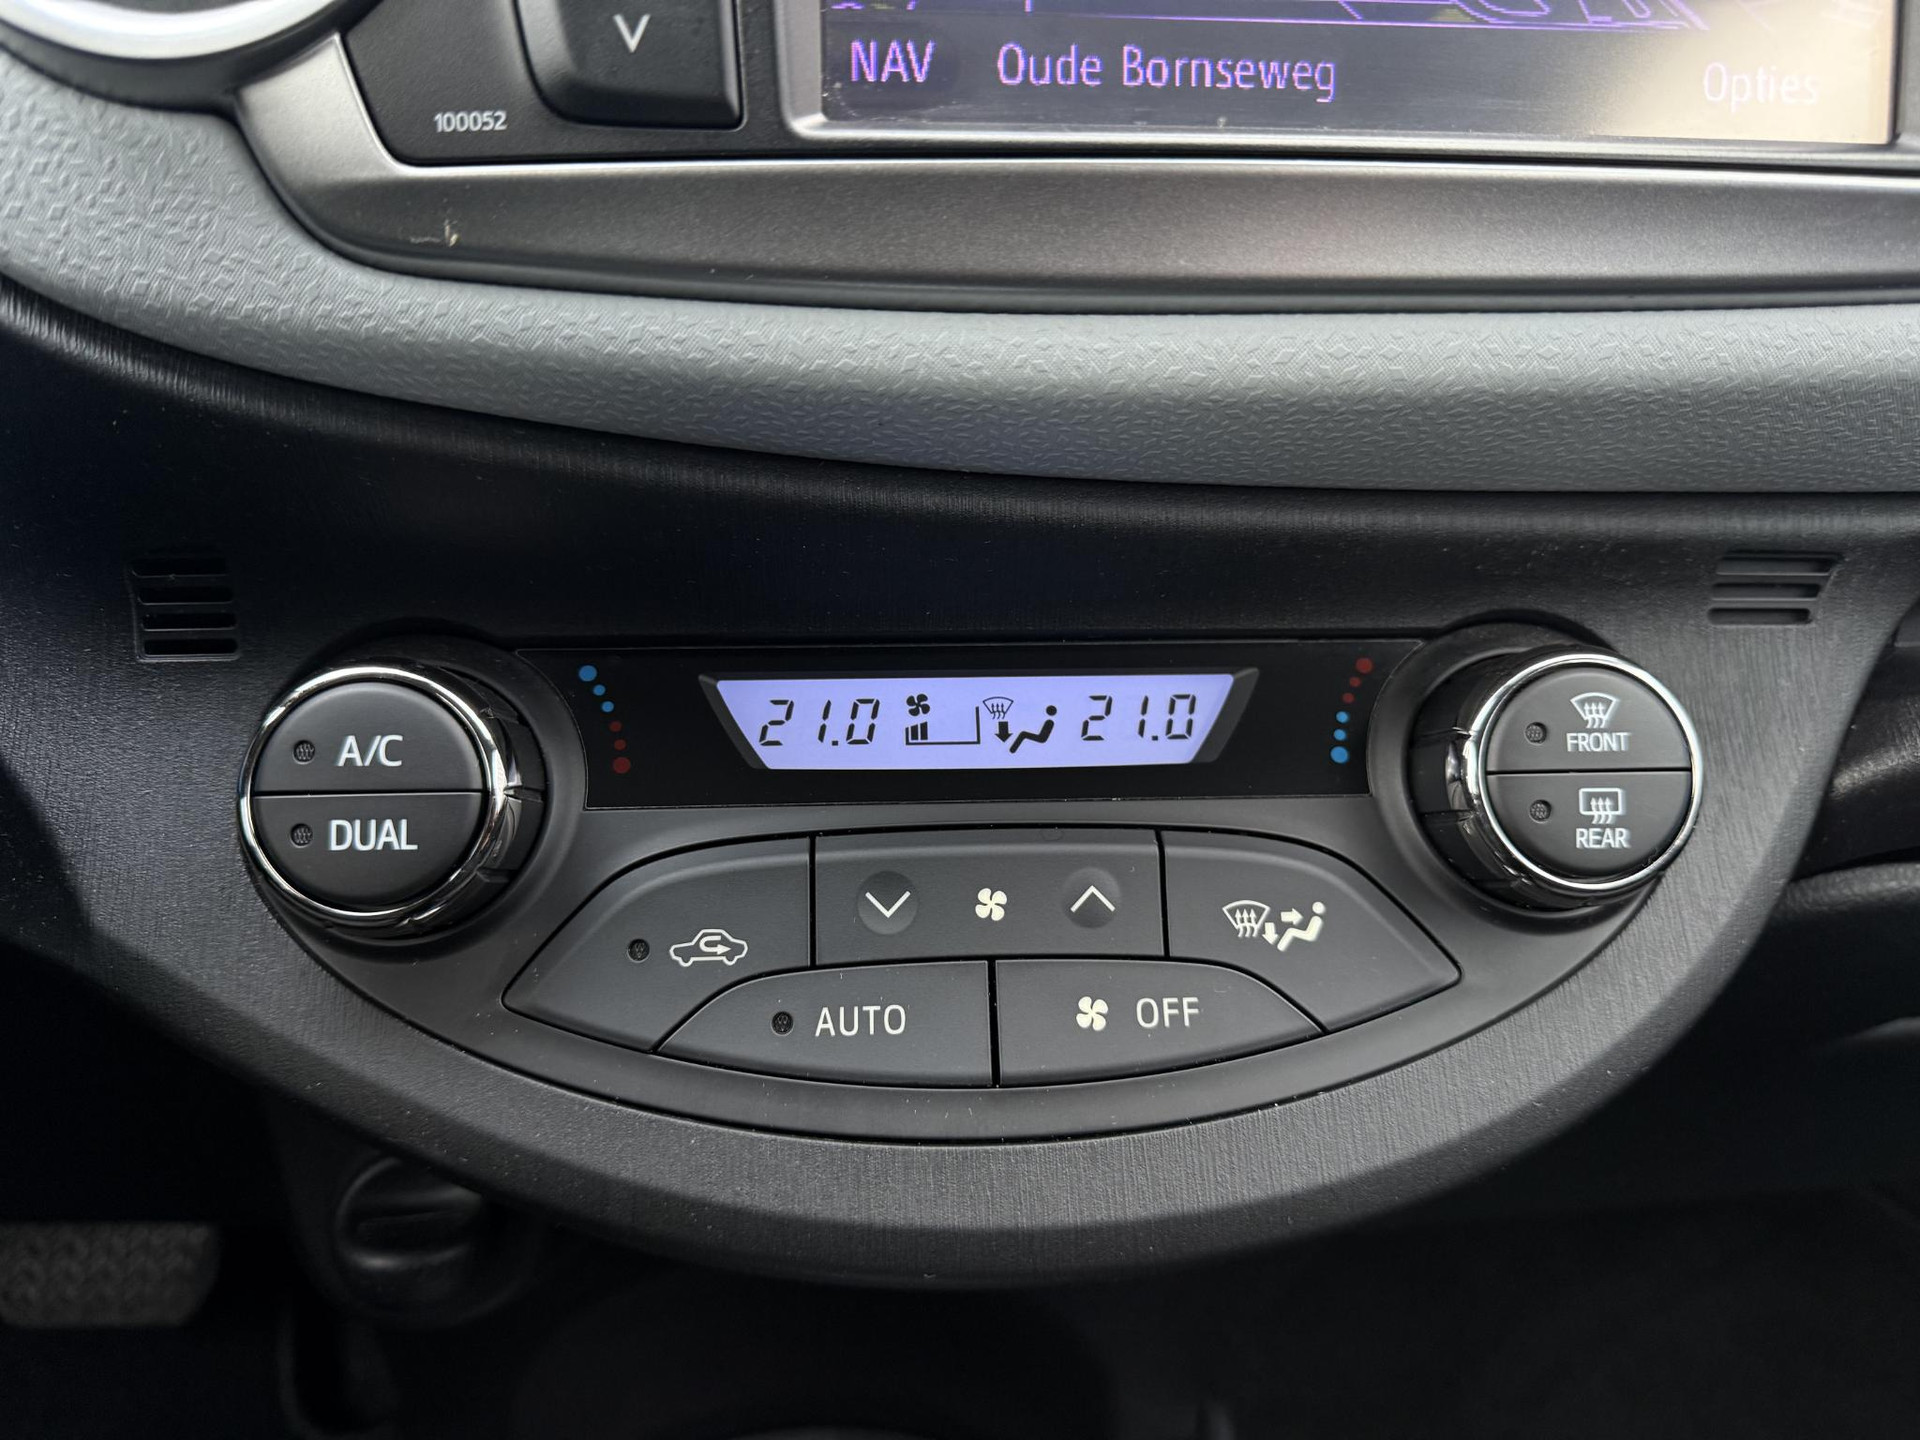 NAV Oude Bornseweg Opties
100052
21.0 21.0
A/C
DUAL
FRONT
REAR
AUTO
OFF